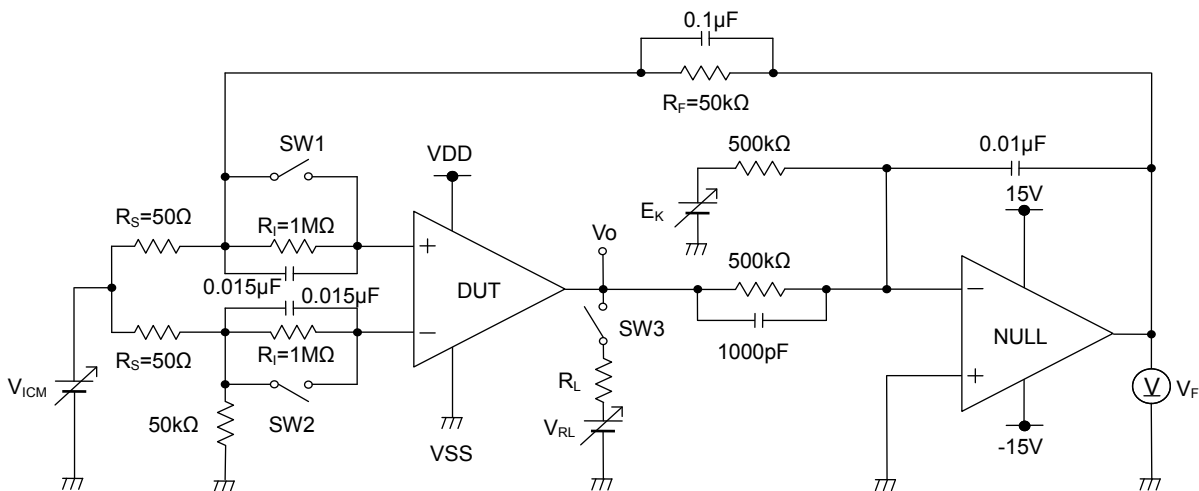 0.1μF
R_F=50kΩ
SW1
VDD
500kΩ
0.01μF
15V
R_S=50Ω
R_I=1MΩ
E_K
Vo
0.015μF
0.015μF
+
DUT
−
500kΩ
−
NULL
+
R_S=50Ω
R_I=1MΩ
SW3
1000pF
V
V_F
V_ICM
50kΩ
SW2
R_L
V_RL
VSS
-15V